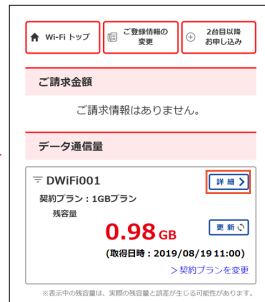 Wi-Fi トップ
ご登録情報の
変更
2台目以降
お申し込み
ご請求金額
ご請求情報はありません。
データ通信量
DWiFi001
詳細
契約プラン：1GBプラン
残容量
0.98 GB
更新
(取得日時：2019/08/19 11:00)
＞契約プランを変更
※表示中の残容量は、実際の残容量と誤差が生じる可能性があります。